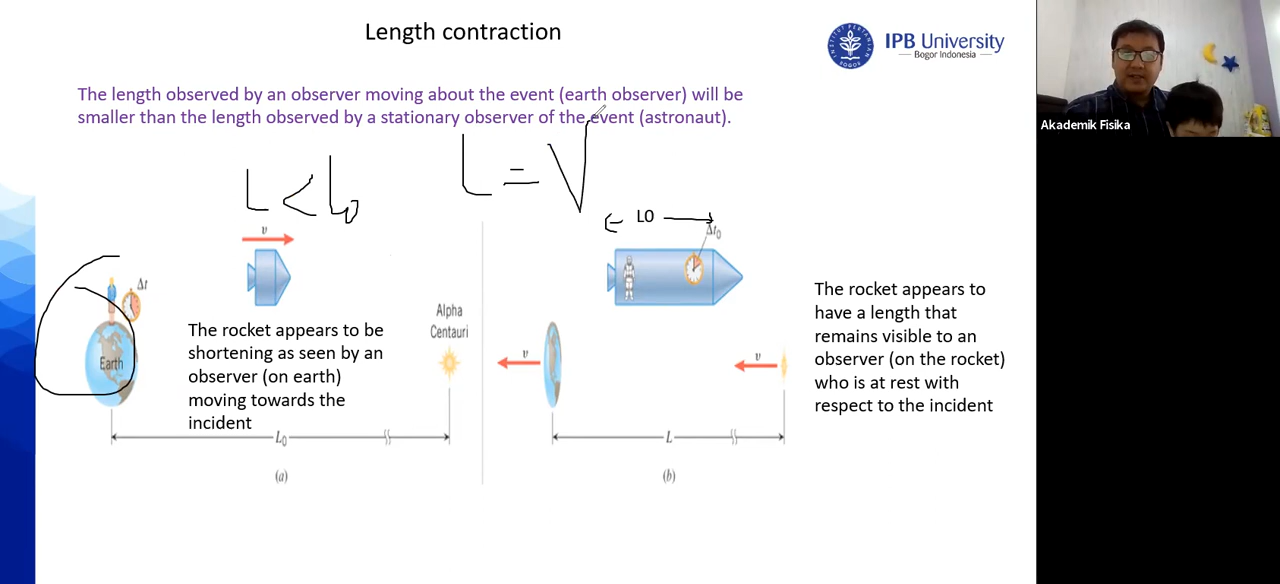 Length contraction
IPB University
Bogor Indonesia
INSTITUT PERTANIAN
BOGOR
The length observed by an observer moving about the event (earth observer) will be
smaller than the length observed by a stationary observer of the event (astronaut).
L < L₀
L = √
v
Δt
Earth
The rocket appears to be
shortening as seen by an
observer (on earth)
moving towards the
incident
Alpha
Centauri
L₀
(a)
L0
Δt₀
v
v
L
(b)
The rocket appears to
have a length that
remains visible to an
observer (on the rocket)
who is at rest with
respect to the incident
Akademik Fisika